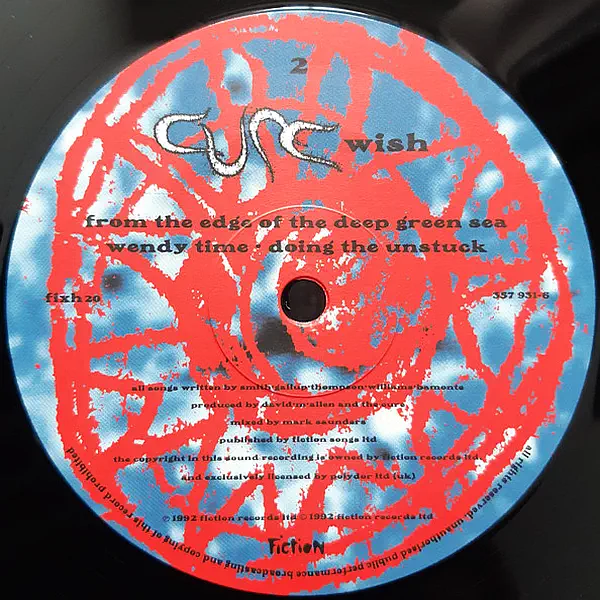 2
CURE wish
from the edge of the deep green sea
wendy time · doing the unstuck
fixh 20
357 931-6
all songs written by smith·gallup·thompson·williams·bamonte
produced by david m·allen and the cure
mixed by mark saunders
published by fiction songs ltd
the copyright in this sound recording is owned by fiction records ltd.
and exclusively licensed by polydor ltd (uk)
℗ 1992 fiction records ltd © 1992 fiction records ltd
FictioN
all rights reserved. unauthorised public performance broadcasting and copying of this record prohibited